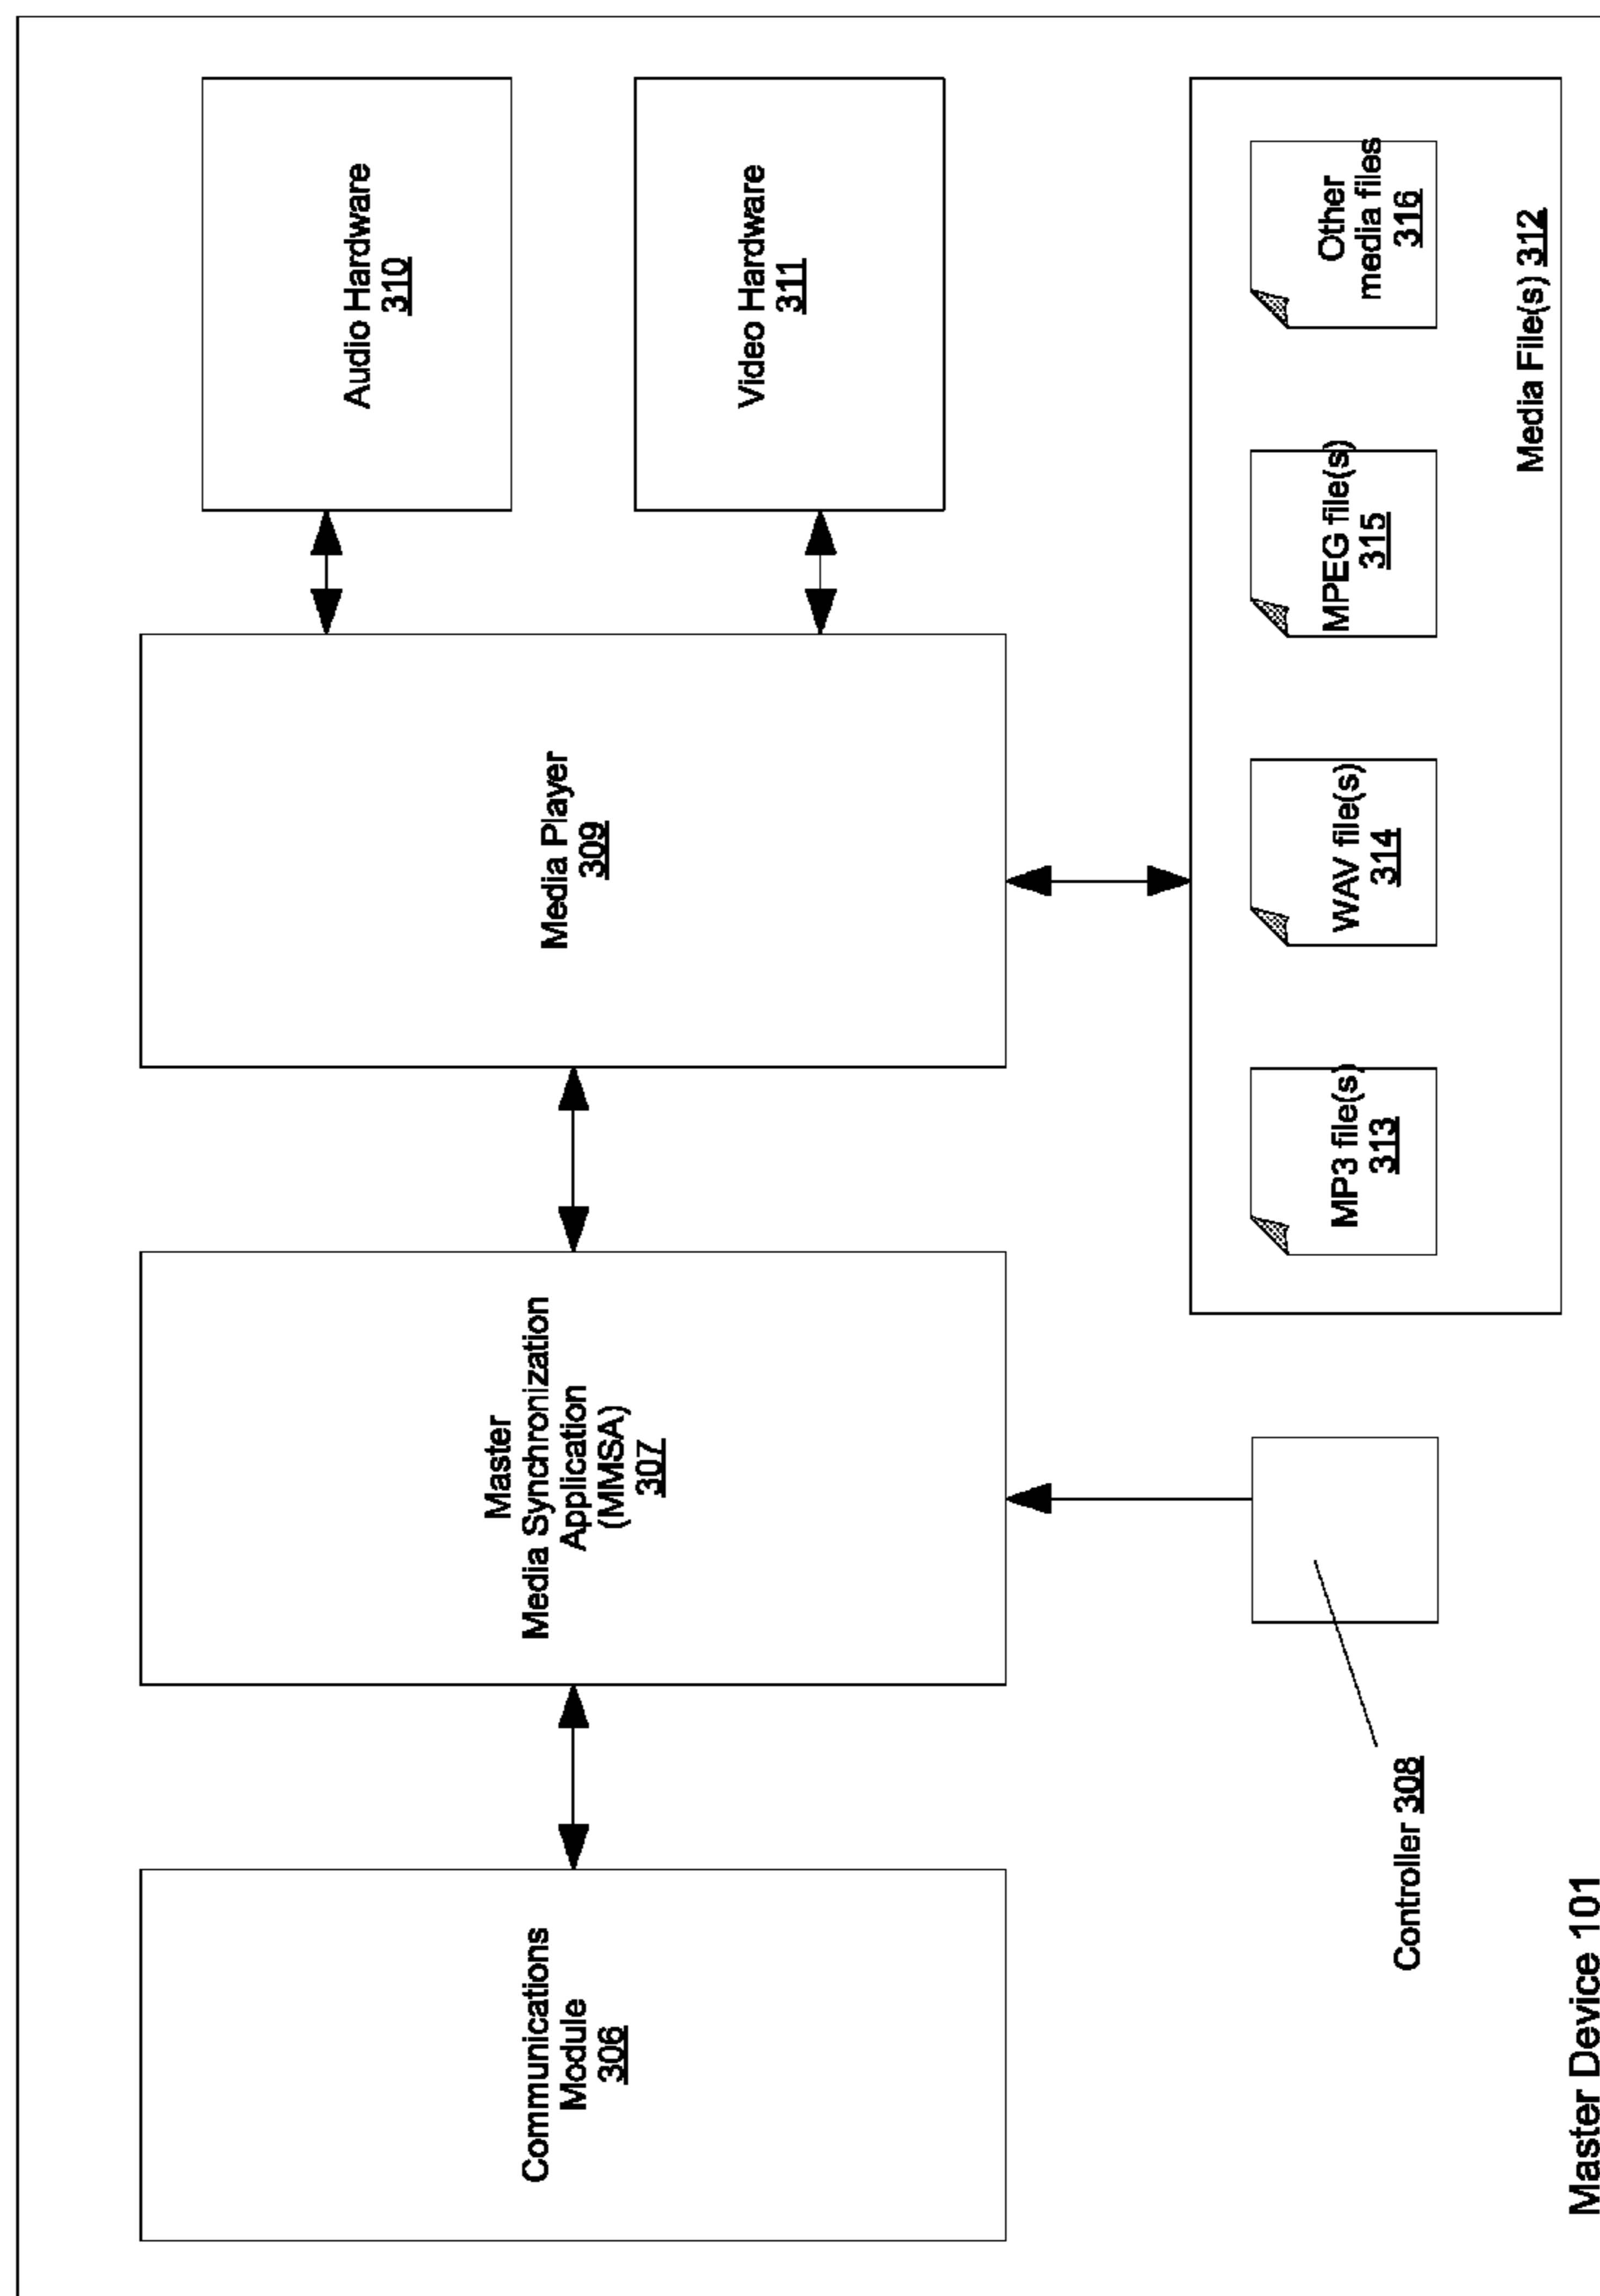 Communications
Module
306
Master
Media Synchronization
Application
(MMSA)
307
Media Player
309
Audio Hardware
310
Video Hardware
311
Controller 308
MP3 file(s)
313
WAV file(s)
314
MPEG file(s)
315
Other
media files
316
Media File(s) 312
Master Device 101